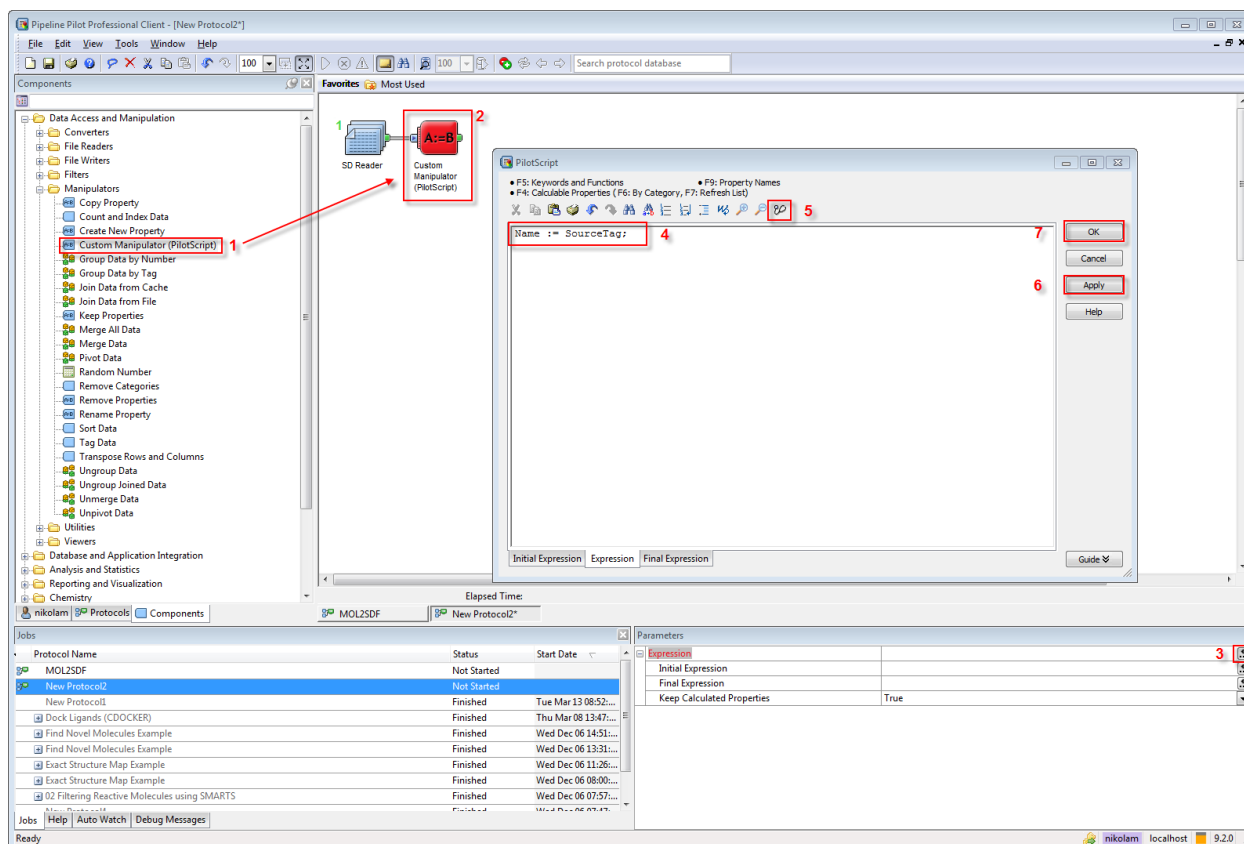 Pipeline Pilot Professional Client - [New Protocol2*]
File Edit View Tools Window Help
100 100 Search protocol database
Components
Favorites Most Used
Data Access and Manipulation
Converters
File Readers
File Writers
Filters
Manipulators
Copy Property
Count and Index Data
Create New Property
Custom Manipulator (PilotScript) 1
Group Data by Number
Group Data by Tag
Join Data from Cache
Join Data from File
Keep Properties
Merge All Data
Merge Data
Pivot Data
Random Number
Remove Categories
Remove Properties
Rename Property
Sort Data
Tag Data
Transpose Rows and Columns
Ungroup Data
Ungroup Joined Data
Unmerge Data
Unpivot Data
Utilities
Viewers
Database and Application Integration
Analysis and Statistics
Reporting and Visualization
Chemistry
nikolam Protocols Components
1 2
A:=B
SD Reader
Custom
Manipulator
(PilotScript)
PilotScript
• F5: Keywords and Functions • F9: Property Names
• F4: Calculable Properties ( F6: By Category, F7: Refresh List)
5
Name := SourceTag; 4
7 OK
Cancel
6 Apply
Help
Initial Expression Expression Final Expression
Guide
Elapsed Time:
MOL2SDF New Protocol2*
Jobs
Protocol Name Status Start Date
MOL2SDF Not Started
New Protocol2 Not Started
New Protocol1 Finished Tue Mar 13 08:52:...
Dock Ligands (CDOCKER) Finished Thu Mar 08 13:47:...
Find Novel Molecules Example Finished Wed Dec 06 14:51:...
Find Novel Molecules Example Finished Wed Dec 06 13:31:...
Exact Structure Map Example Finished Wed Dec 06 11:26:...
Exact Structure Map Example Finished Wed Dec 06 08:00:...
02 Filtering Reactive Molecules using SMARTS Finished Wed Dec 06 07:57:...
Jobs Help Auto Watch Debug Messages
Parameters
Expression 3
Initial Expression
Final Expression
Keep Calculated Properties True
Ready
nikolam localhost 9.2.0